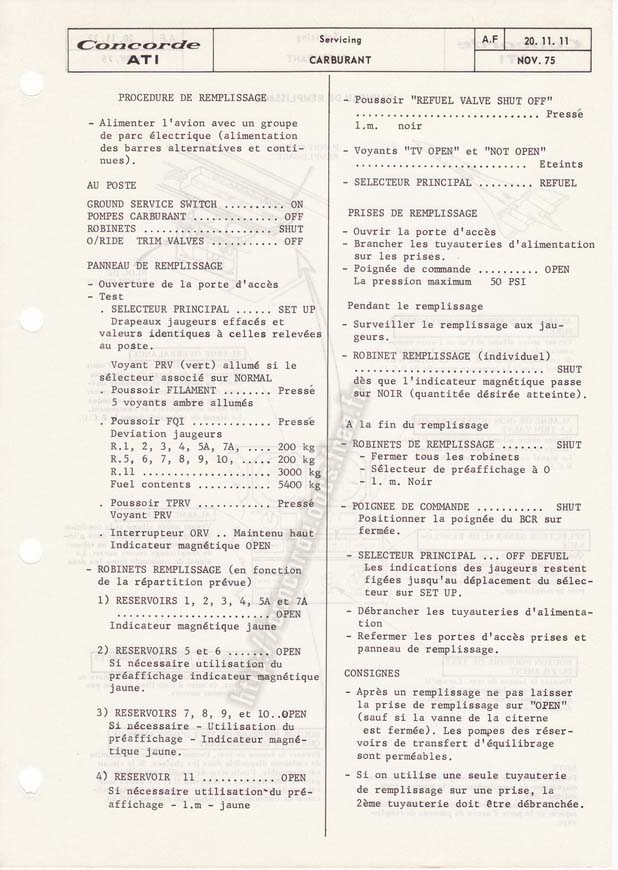 Concorde
ATI
Servicing
CARBURANT
A.F
20. 11. 11
NOV. 75
PROCEDURE DE REMPLISSAGE
- Alimenter l'avion avec un groupe
de parc électrique (alimentation
des barres alternatives et conti-
nues).
AU POSTE
GROUND SERVICE SWITCH .......... ON
POMPES CARBURANT .............. OFF
ROBINETS ..................... SHUT
O/RIDE TRIM VALVES ........... OFF
PANNEAU DE REMPLISSAGE
- Ouverture de la porte d'accès
- Test
. SELECTEUR PRINCIPAL ...... SET UP
Drapeaux jaugeurs effacés et
valeurs identiques à celles relevées
au poste.
Voyant PRV (vert) allumé si le
sélecteur associé sur NORMAL
. Poussoir FILAMENT ........ Pressé
5 voyants ambre allumés
. Poussoir FQI ............. Pressé
Deviation jaugeurs
R.1, 2, 3, 4, 5A, 7A, .... 200 kg
R.5, 6, 7, 8, 9, 10, ..... 200 kg
R.11 ..................... 3000 kg
Fuel contents ............ 5400 kg
. Poussoir TPRV ............ Pressé
Voyant PRV
. Interrupteur ORV .. Maintenu haut
Indicateur magnétique OPEN
- ROBINETS REMPLISSAGE (en fonction
de la répartition prévue)
1) RESERVOIRS 1, 2, 3, 4, 5A et 7A
.......................... OPEN
Indicateur magnétique jaune
2) RESERVOIRS 5 et 6 ....... OPEN
Si nécessaire utilisation du
préaffichage indicateur magnétique
jaune.
3) RESERVOIRS 7, 8, 9, et 10..OPEN
Si nécessaire - Utilisation du
préaffichage - Indicateur magné-
tique jaune.
4) RESERVOIR 11 ............ OPEN
Si nécessaire utilisation du pré-
affichage - 1.m - jaune
- Poussoir "REFUEL VALVE SHUT OFF"
.............................. Pressé
1.m. noir
- Voyants "TV OPEN" et "NOT OPEN"
............................ Eteints
- SELECTEUR PRINCIPAL ......... REFUEL
PRISES DE REMPLISSAGE
- Ouvrir la porte d'accès
- Brancher les tuyauteries d'alimentation
sur les prises.
- Poignée de commande .......... OPEN
La pression maximum 50 PSI
Pendant le remplissage
- Surveiller le remplissage aux jau-
geurs.
- ROBINET REMPLISSAGE (individuel)
............................... SHUT
dès que l'indicateur magnétique passe
sur NOIR (quantitée désirée atteinte).
A la fin du remplissage
- ROBINETS DE REMPLISSAGE ....... SHUT
- Fermer tous les robinets
- Sélecteur de préaffichage à 0
- 1. m. Noir
- POIGNEE DE COMMANDE ........... SHUT
Positionner la poignée du BCR sur
fermée.
- SELECTEUR PRINCIPAL ... OFF DEFUEL
Les indications des jaugeurs restent
figées jusqu'au déplacement du sélec-
teur sur SET UP.
- Débrancher les tuyauteries d'alimenta-
tion
- Refermer les portes d'accès prises et
panneau de remplissage.
CONSIGNES
- Après un remplissage ne pas laisser
la prise de remplissage sur "OPEN"
(sauf si la vanne de la citerne
est fermée). Les pompes des réser-
voirs de transfert d'équilibrage
sont perméables.
- Si on utilise une seule tuyauterie
de remplissage sur une prise, la
2ème tuyauterie doit être débranchée.